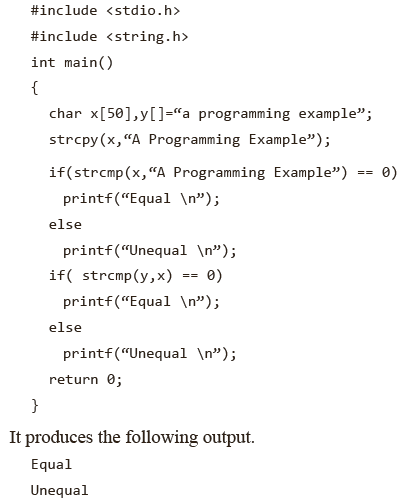 #include <stdio.h>
#include <string.h>
int main()
{
char x[50],y[]=“a programming example”;
strcpy(x,“A Programming Example”);
if(strcmp(x,“A Programming Example”) == 0)
printf(“Equal \n”);
else
printf(“Unequal \n”);
if( strcmp(y,x) == 0)
printf(“Equal \n”);
else
printf(“Unequal \n”);
return 0;
}
It produces the following output.
Equal
Unequal